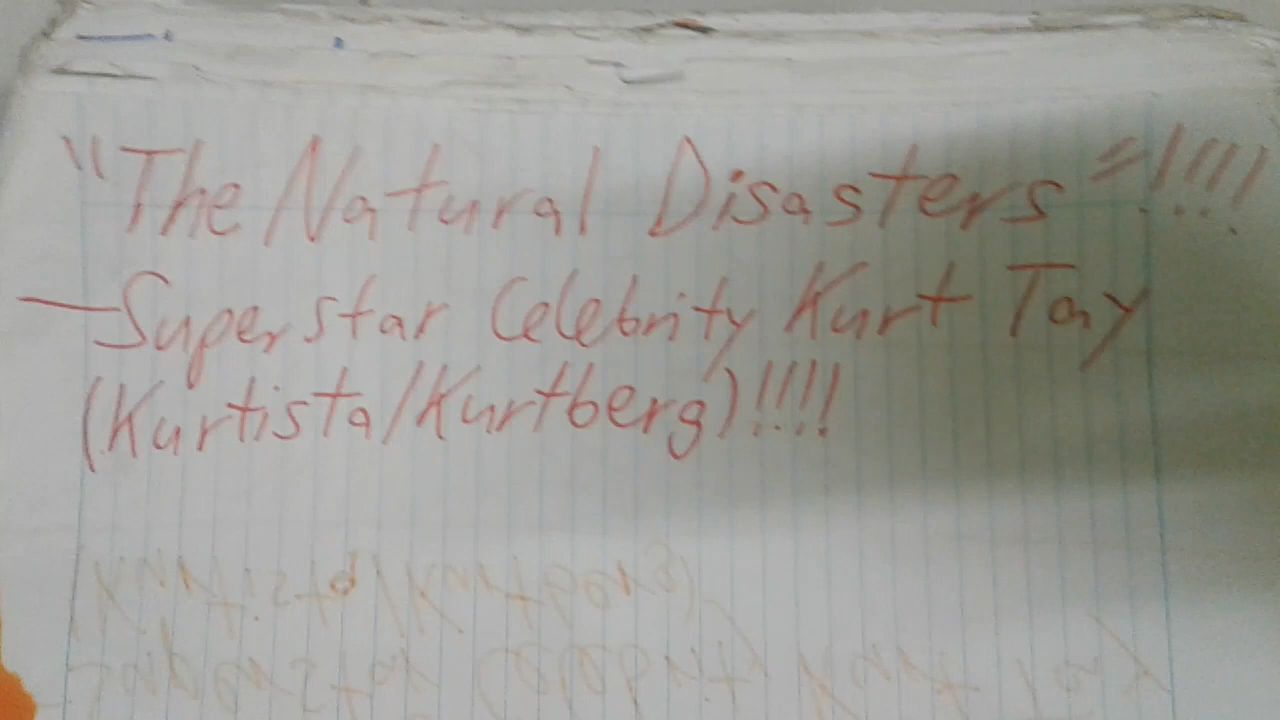 "The Natural Disasters"!!!!
—Superstar Celebrity Kurt Tay
(Kurtista/Kurtberg)!!!!